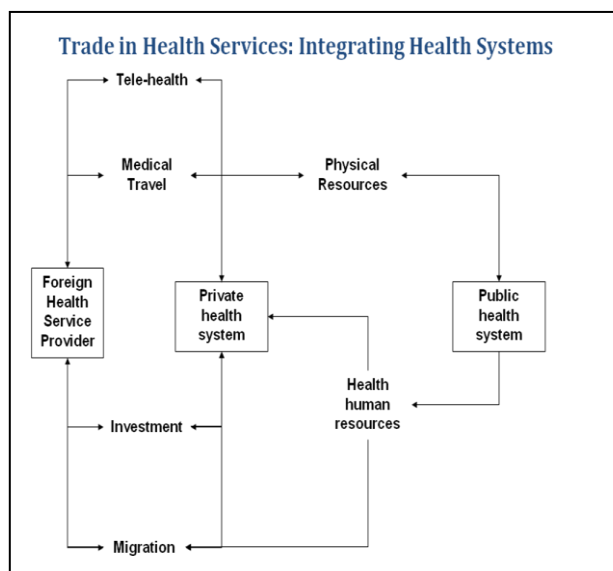 Trade in Health Services: Integrating Health Systems
Tele-health
Medical
Travel
Physical
Resources
Foreign
Health
Service
Provider
Private
health
system
Public
health
system
Health
human
resources
Investment
Migration